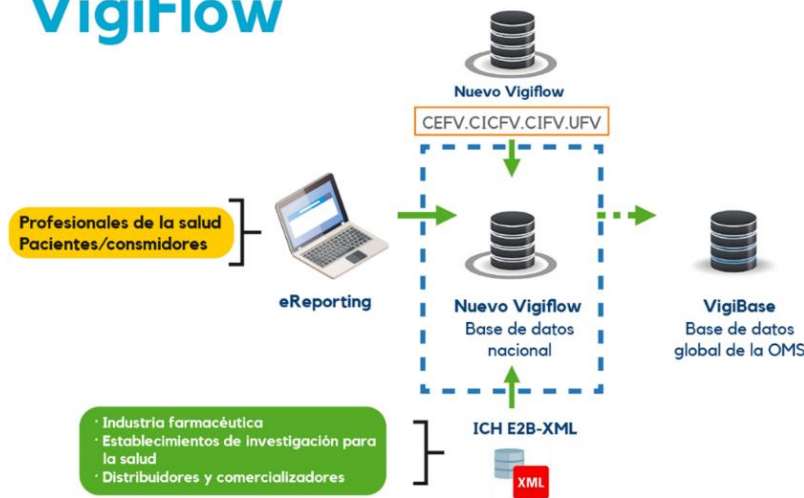 VigiFlow
Nuevo Vigiflow
CEFV.CICFV.CIFV.UFV
Profesionales de la salud
Pacientes/consmidores
eReporting
Nuevo Vigiflow
Base de datos
nacional
VigiBase
Base de datos
global de la OMS
· Industria farmacéutica
· Establecimientos de investigación para
la salud
· Distribuidores y comercializadores
ICH E2B-XML
XML